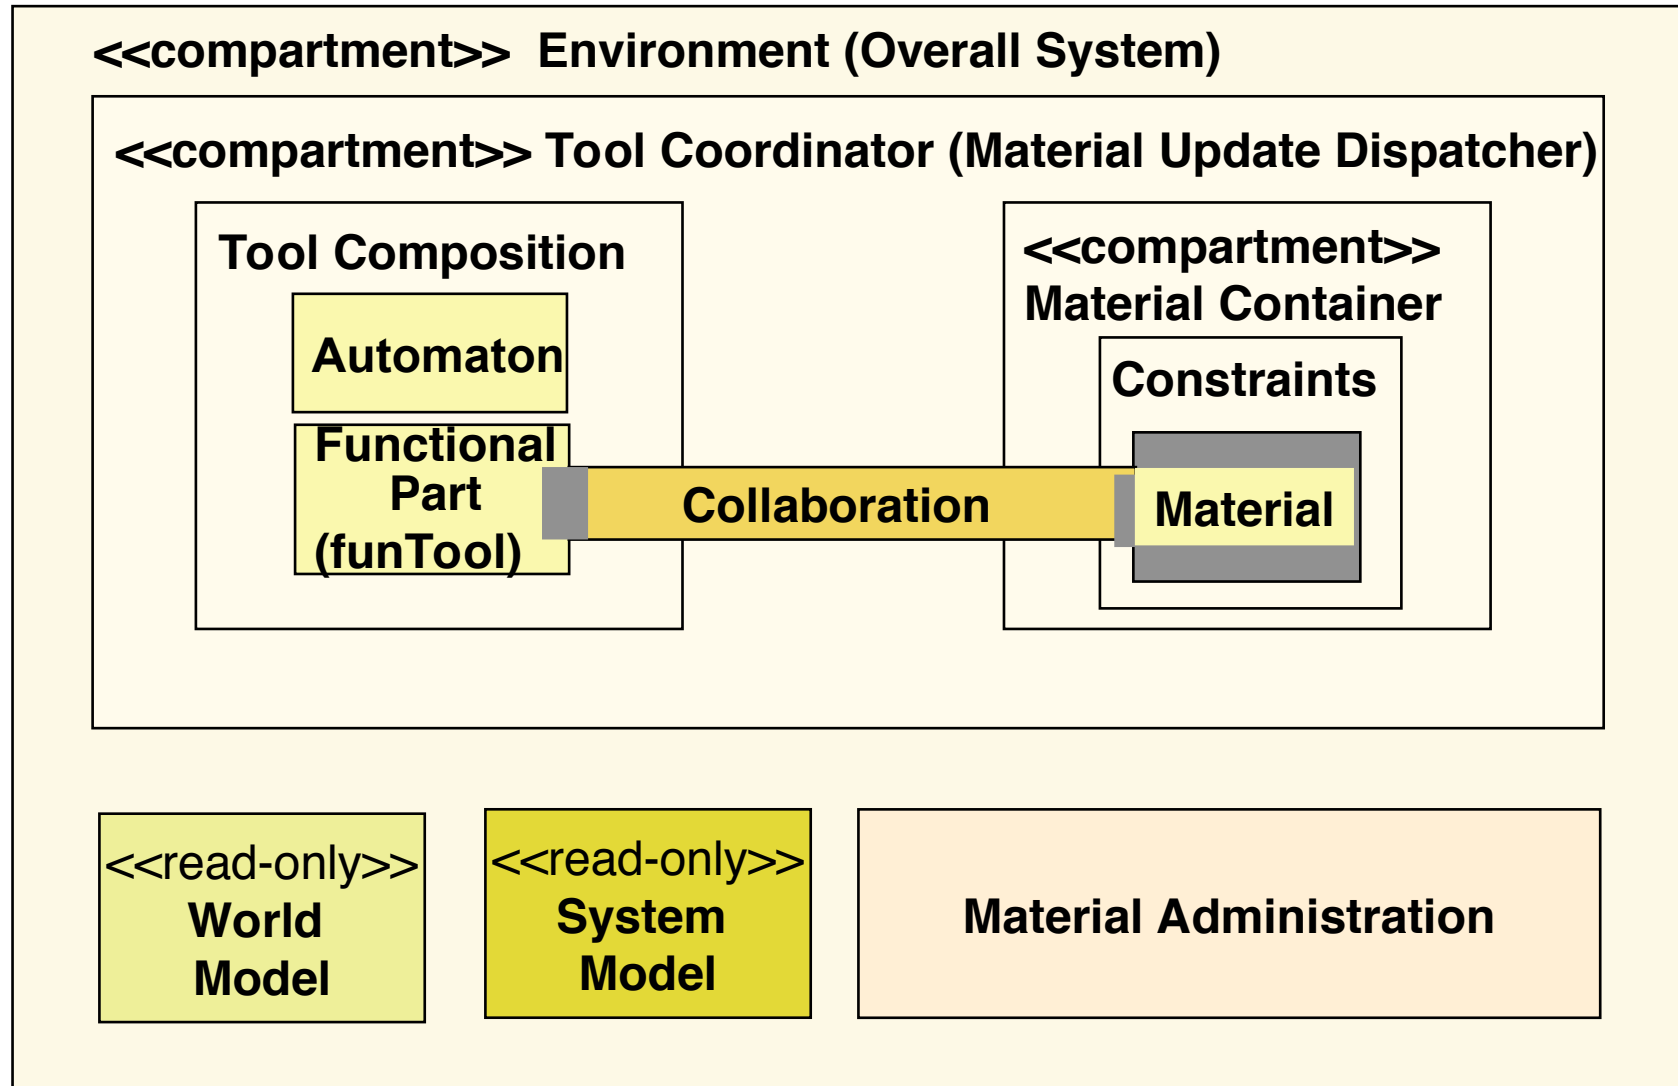 <<compartment>> Environment (Overall System)
<<compartment>> Tool Coordinator (Material Update Dispatcher)
Tool Composition
Automaton
Functional
Part
(funTool)
Collaboration
<<compartment>>
Material Container
Constraints
Material
<<read-only>>
World
Model
<<read-only>>
System
Model
Material Administration